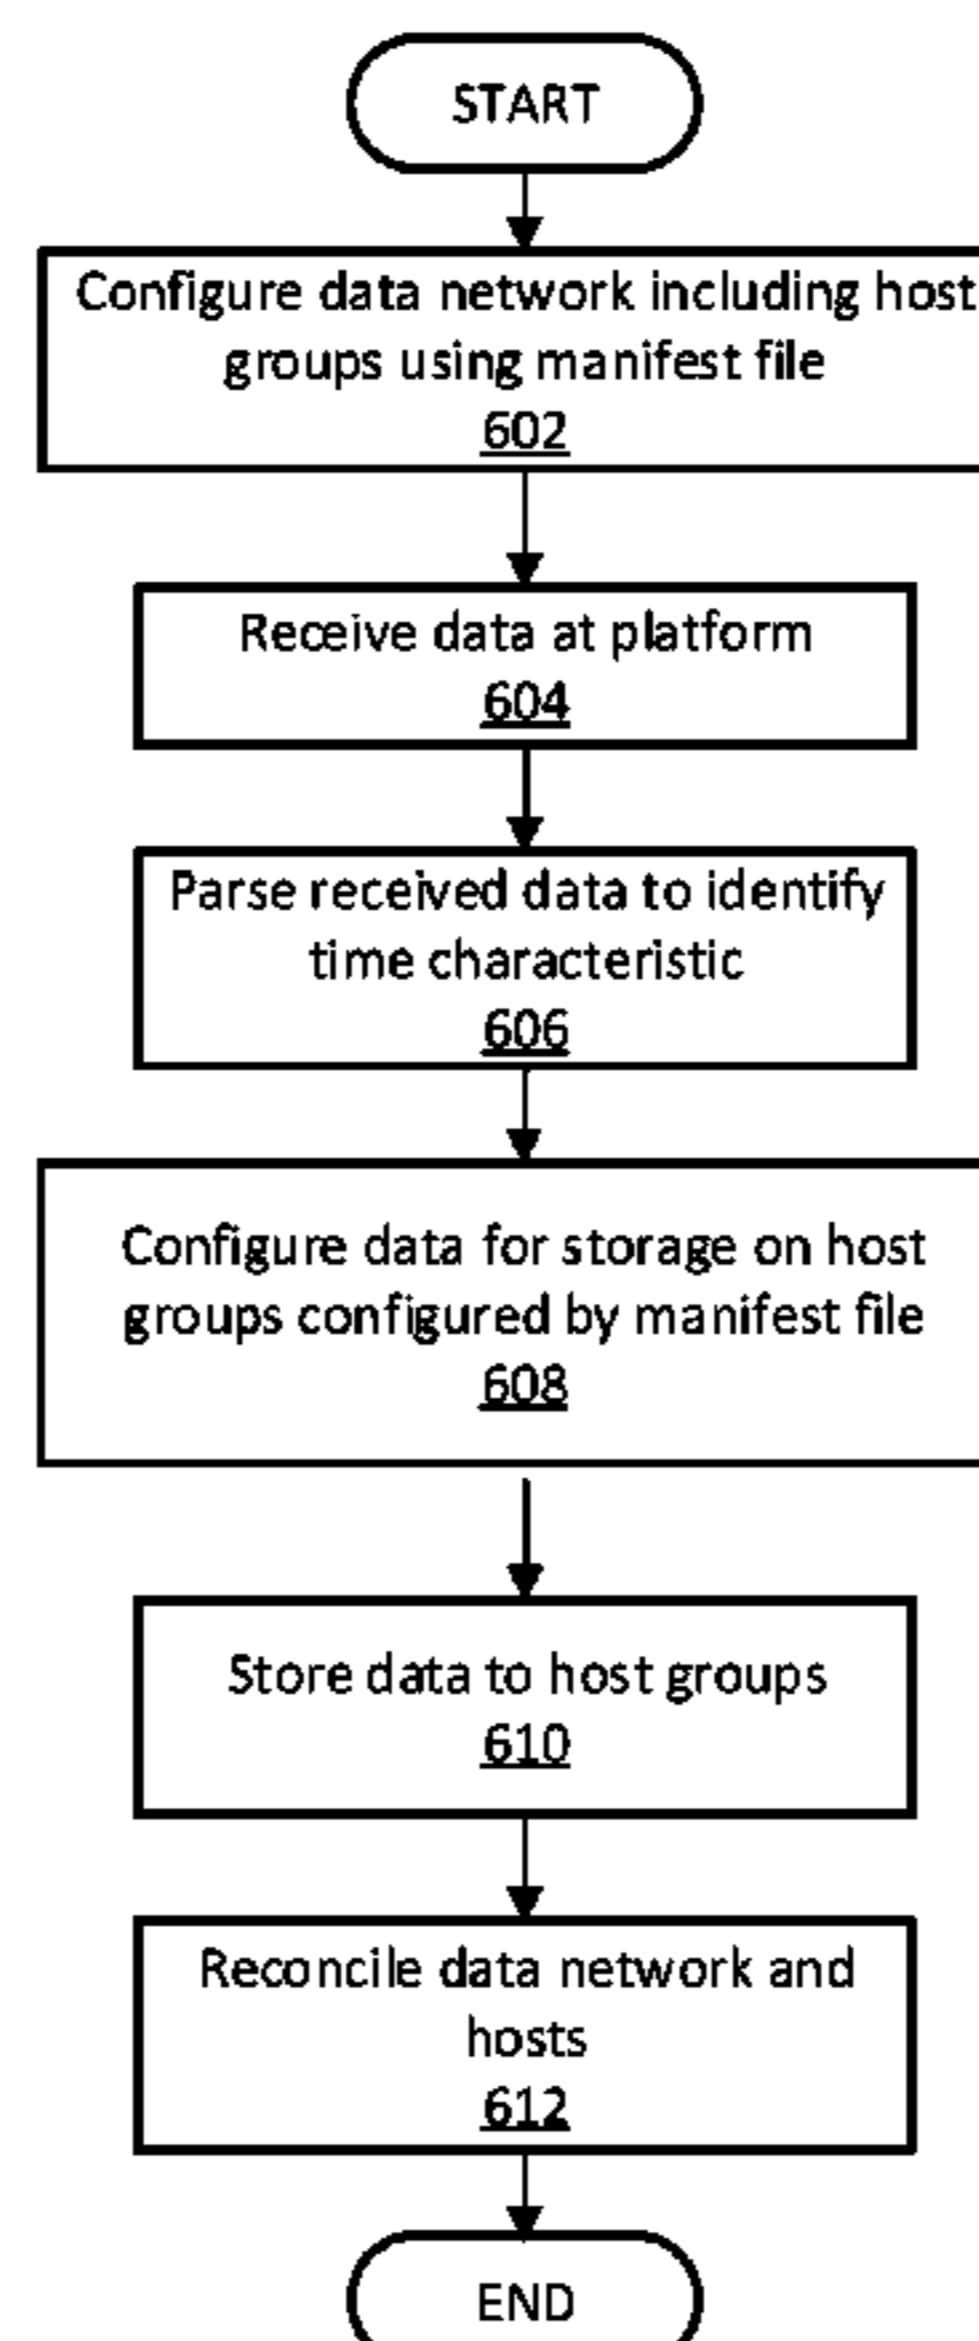 START
Configure data network including host
groups using manifest file
602
Receive data at platform
604
Parse received data to identify
time characteristic
606
Configure data for storage on host
groups configured by manifest file
608
Store data to host groups
610
Reconcile data network and
hosts
612
END